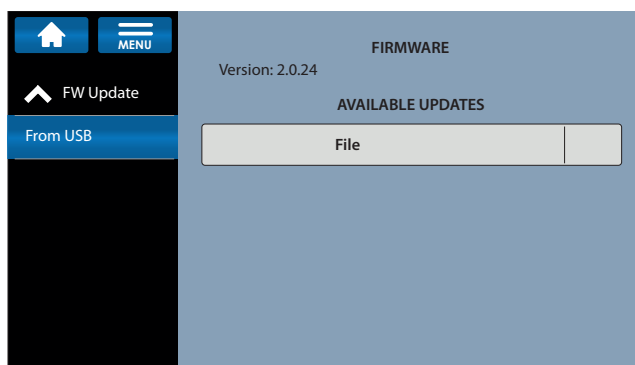 MENU
FW Update
From USB
FIRMWARE
Version: 2.0.24
AVAILABLE UPDATES
File